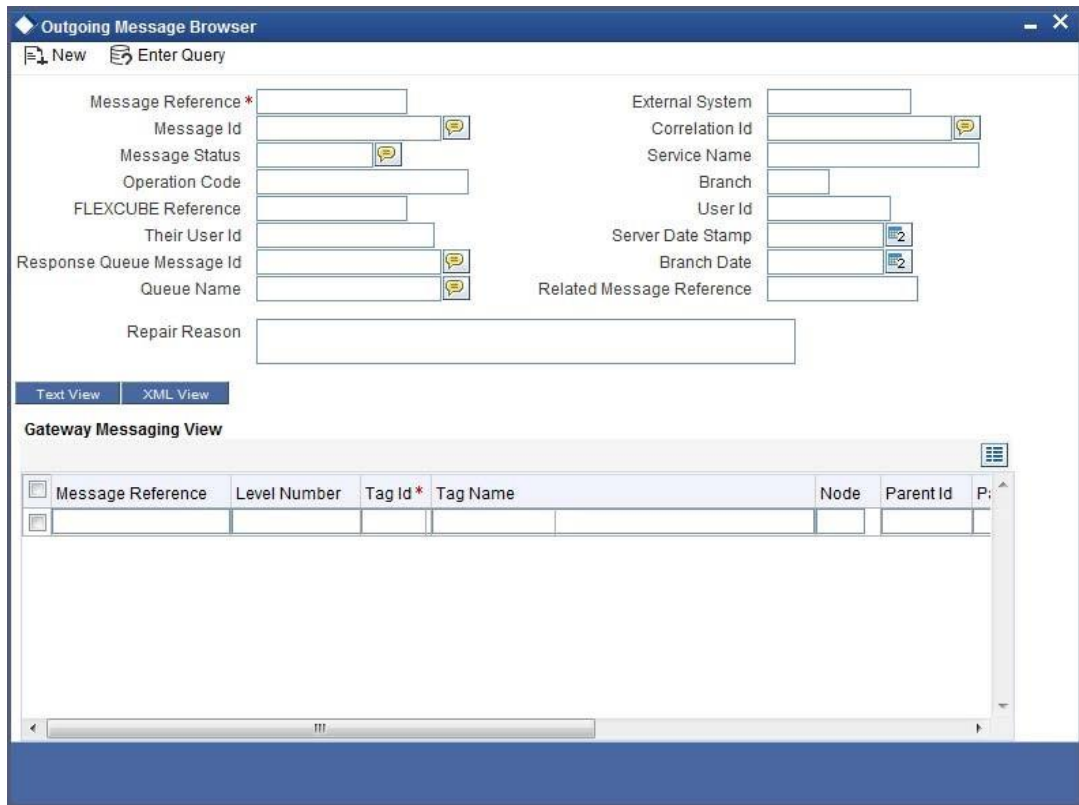 Outgoing Message Browser
New Enter Query
Message Reference * External System
Message Id Correlation Id
Message Status Service Name
Operation Code Branch
FLEXCUBE Reference User Id
Their User Id Server Date Stamp 2
Response Queue Message Id Branch Date 2
Queue Name Related Message Reference
Repair Reason
Text View XML View
Gateway Messaging View
Message Reference Level Number Tag Id * Tag Name Node Parent Id